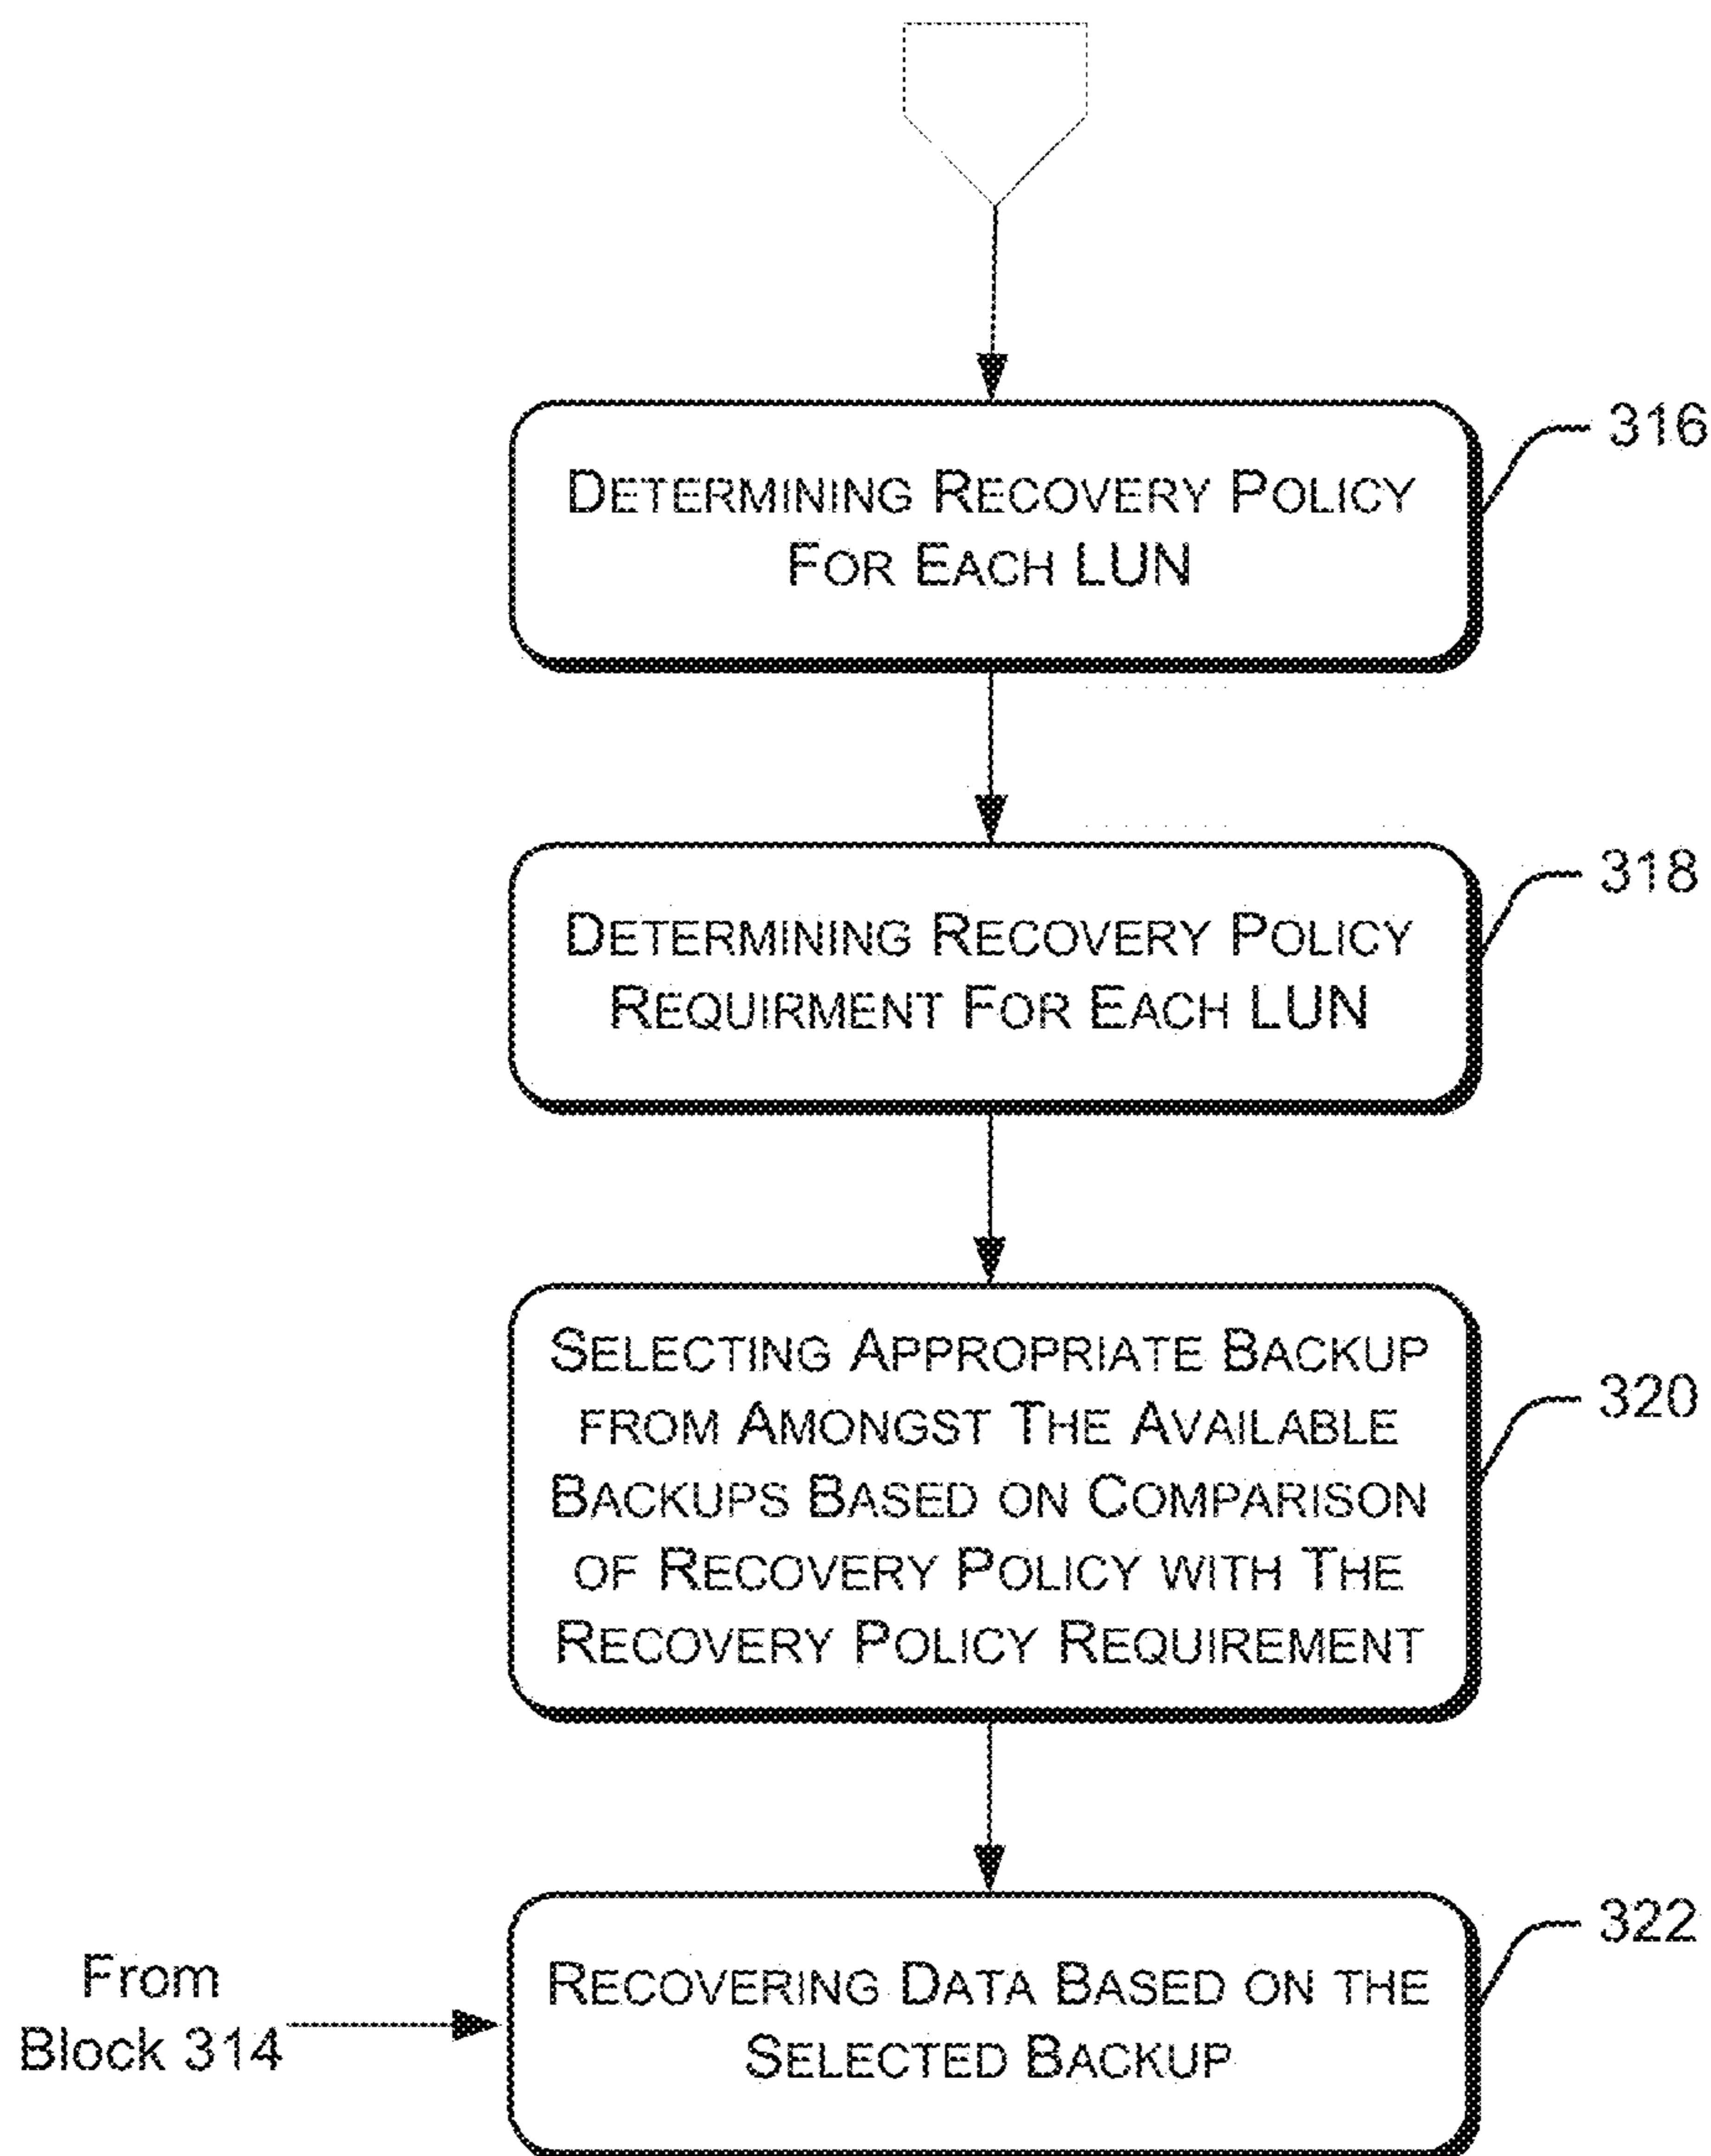 DETERMINING RECOVERY POLICY
FOR EACH LUN
316
DETERMINING RECOVERY POLICY
REQUIRMENT FOR EACH LUN
318
SELECTING APPROPRIATE BACKUP
FROM AMONGST THE AVAILABLE
BACKUPS BASED ON COMPARISON
OF RECOVERY POLICY WITH THE
RECOVERY POLICY REQUIREMENT
320
From
Block 314
RECOVERING DATA BASED ON THE
SELECTED BACKUP
322